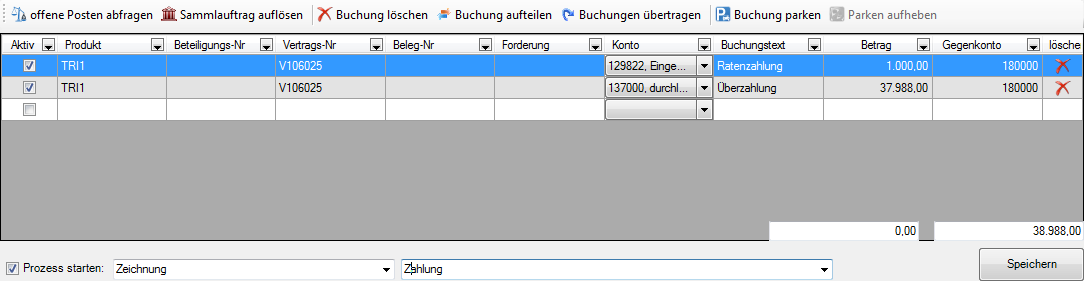 offene Posten abfragen Sammlauftrag auflösen Buchung löschen Buchung aufteilen Buchungen übertragen Buchung parken Parken aufheben
Aktiv Produkt Beteiligungs-Nr Vertrags-Nr Beleg-Nr Forderung Konto Buchungstext Betrag Gegenkonto lösche
TRI1 V106025 129822, Einge... Ratenzahlung 1.000,00 180000
TRI1 V106025 137000, durchl... Überzahlung 37.988,00 180000
0,00 38.988,00
Prozess starten: Zeichnung Zahlung Speichern